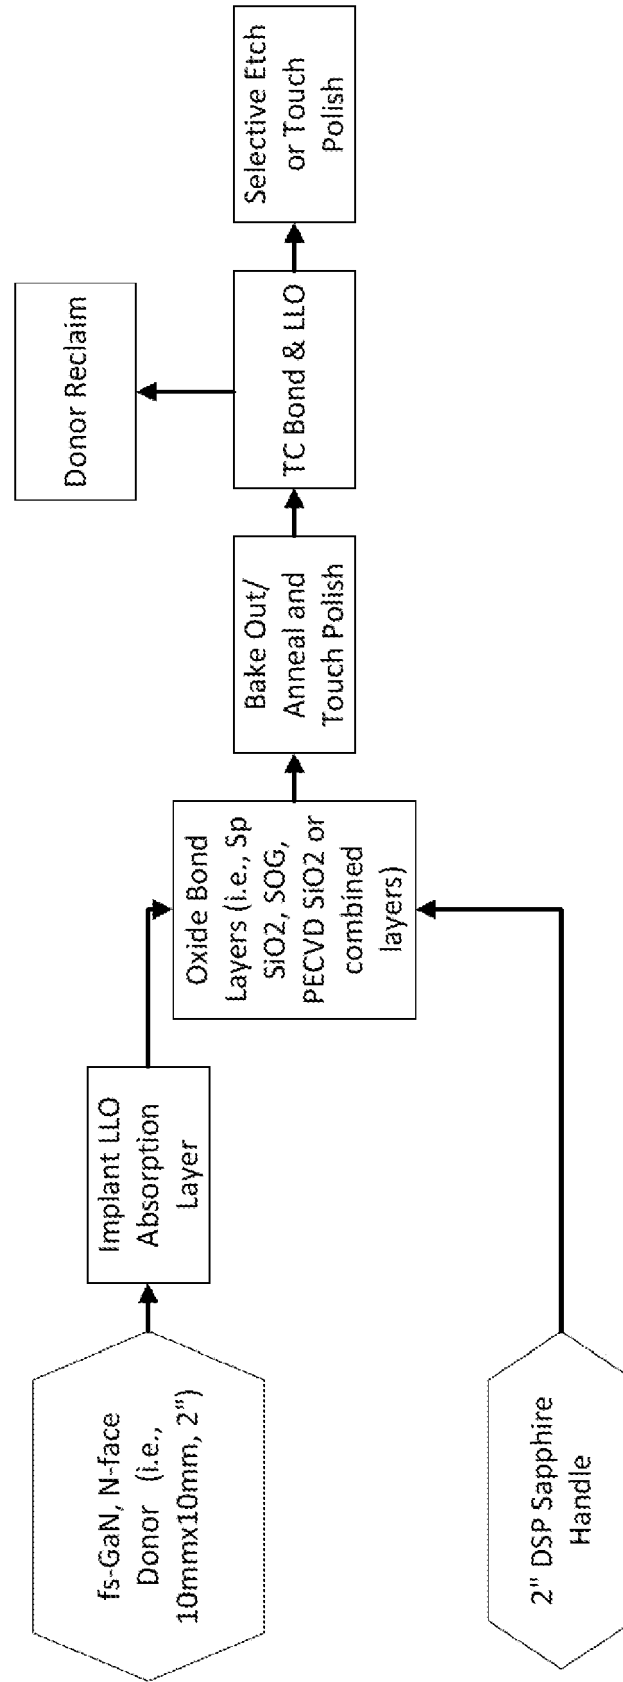 fs-GaN, N-face
Donor (i.e.,
10mmx10mm, 2")
Implant LLO
Absorption
Layer
2" DSP Sapphire
Handle
Oxide Bond
Layers (i.e., Sp
SiO2, SOG,
PECVD SiO2 or
combined
layers)
Bake Out/
Anneal and
Touch Polish
TC Bond & LLO
Donor Reclaim
Selective Etch
or Touch
Polish